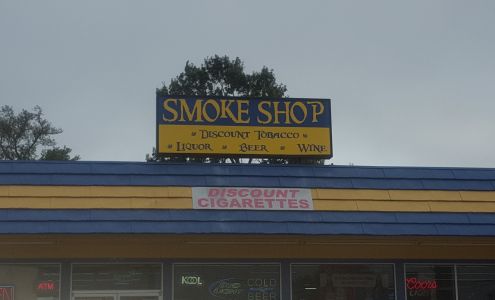 SMOKE SHOP
DISCOUNT TOBACCO
LIQUOR BEER WINE
DISCOUNT
CIGARETTES
ATM
KOOL
COLD
BEER
Coors